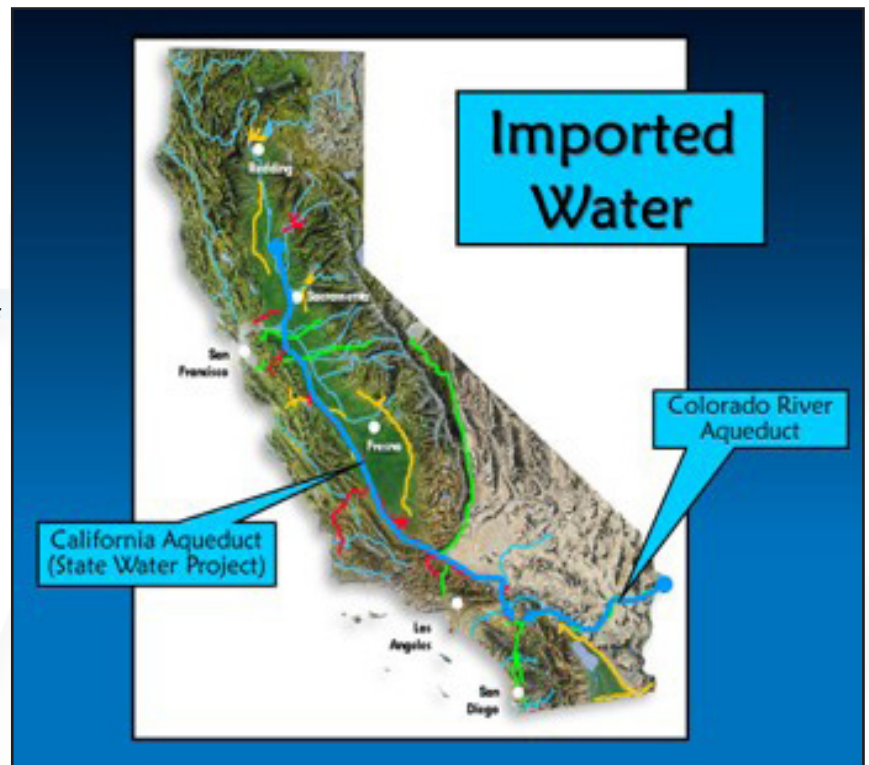 Imported
Water
Redding
Sacramento
San
Francisco
Fresno
Colorado River
Aqueduct
California Aqueduct
(State Water Project)
Los
Angeles
San
Diego